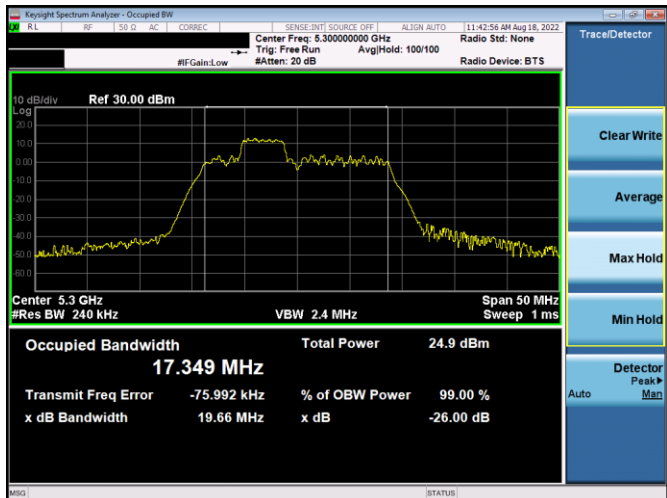 Keysight Spectrum Analyzer - Occupied BW
RL RF 50 Ω AC CORREC SENSE:INT SOURCE OFF ALIGN AUTO 11:42:56 AM Aug 18, 2022
Center Freq: 5.300000000 GHz Radio Std: None
Trig: Free Run Avg|Hold: 100/100
#IFGain:Low #Atten: 20 dB Radio Device: BTS
Trace/Detector
10 dB/div Ref 30.00 dBm
Log
20.0
10.0
0.00
-10.0
-20.0
-30.0
-40.0
-50.0
-60.0
Center 5.3 GHz Span 50 MHz
#Res BW 240 kHz VBW 2.4 MHz Sweep 1 ms
Occupied Bandwidth Total Power 24.9 dBm
17.349 MHz
Transmit Freq Error -75.992 kHz % of OBW Power 99.00 %
x dB Bandwidth 19.66 MHz x dB -26.00 dB
Clear Write
Average
Max Hold
Min Hold
Detector
Peak▶
Auto Man
MSG STATUS